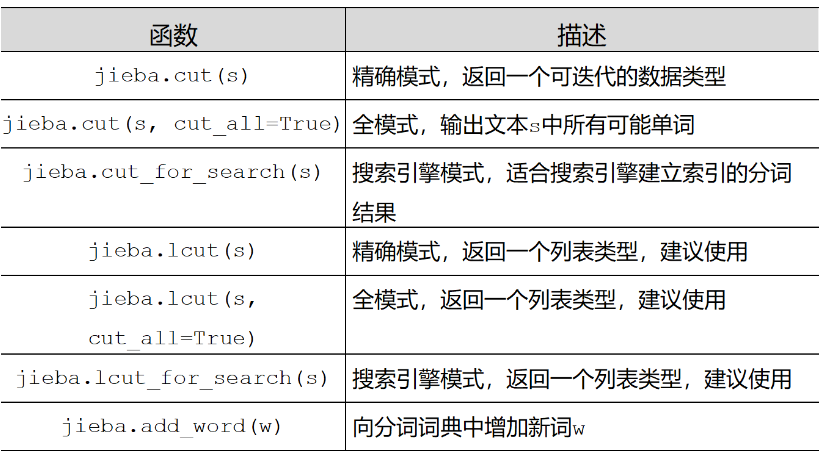 函数 描述
jieba.cut(s) 精确模式，返回一个可迭代的数据类型
jieba.cut(s, cut_all=True) 全模式，输出文本s中所有可能单词
jieba.cut_for_search(s) 搜索引擎模式，适合搜索引擎建立索引的分词
结果
jieba.lcut(s) 精确模式，返回一个列表类型，建议使用
jieba.lcut(s, 全模式，返回一个列表类型，建议使用
cut_all=True)
jieba.lcut_for_search(s) 搜索引擎模式，返回一个列表类型，建议使用
jieba.add_word(w) 向分词词典中增加新词w